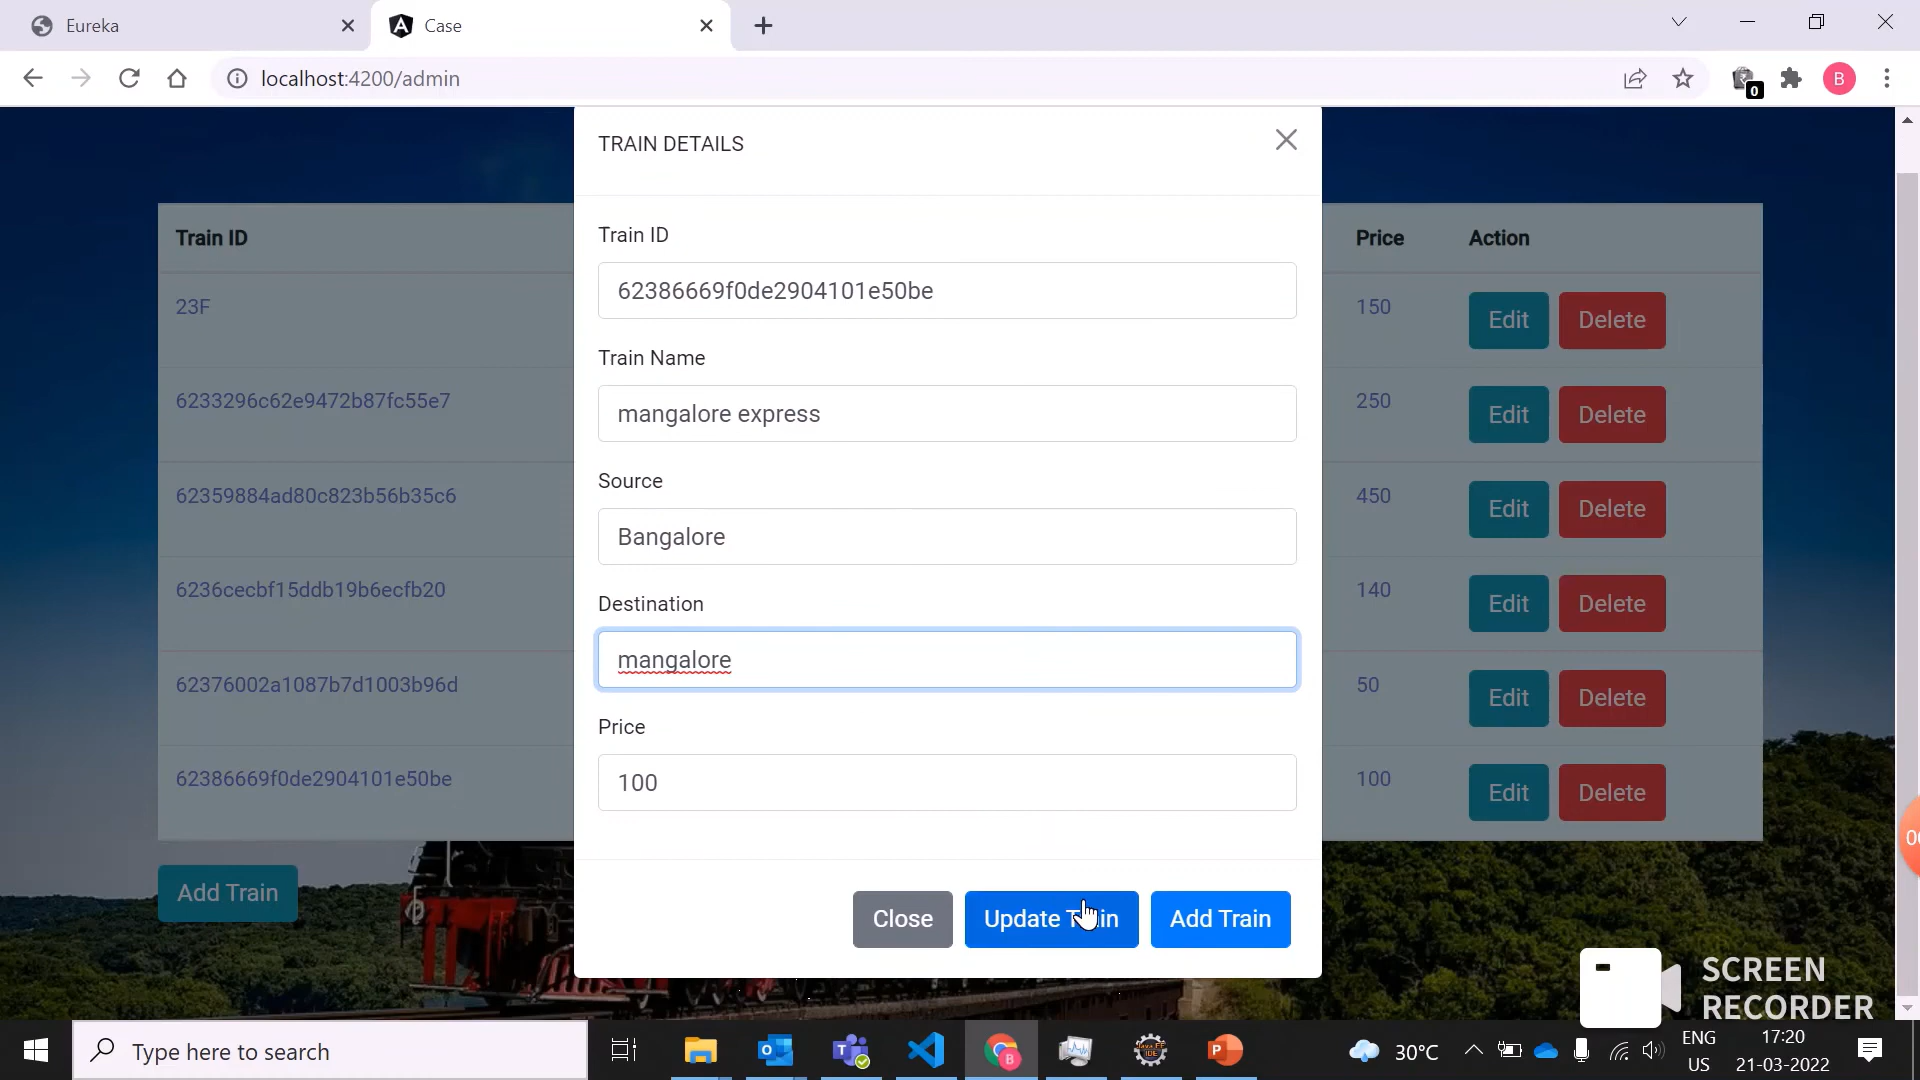 Eureka
Case
localhost:4200/admin
B
0
TRAIN DETAILS
Train ID
62386669f0de2904101e50be
Train Name
mangalore express
Source
Bangalore
Destination
mangalore
Price
100
Close
Update Train
Add Train
Train ID
Price
Action
23F
150
Edit
Delete
6233296c62e9472b87fc55e7
250
Edit
Delete
62359884ad80c823b56b35c6
450
Edit
Delete
6236cecbf15ddb19b6ecfb20
140
Edit
Delete
62376002a1087b7d1003b96d
50
Edit
Delete
62386669f0de2904101e50be
100
Edit
Delete
Add Train
SCREEN
RECORDER
Type here to search
30°C
ENG
US
17:20
21-03-2022